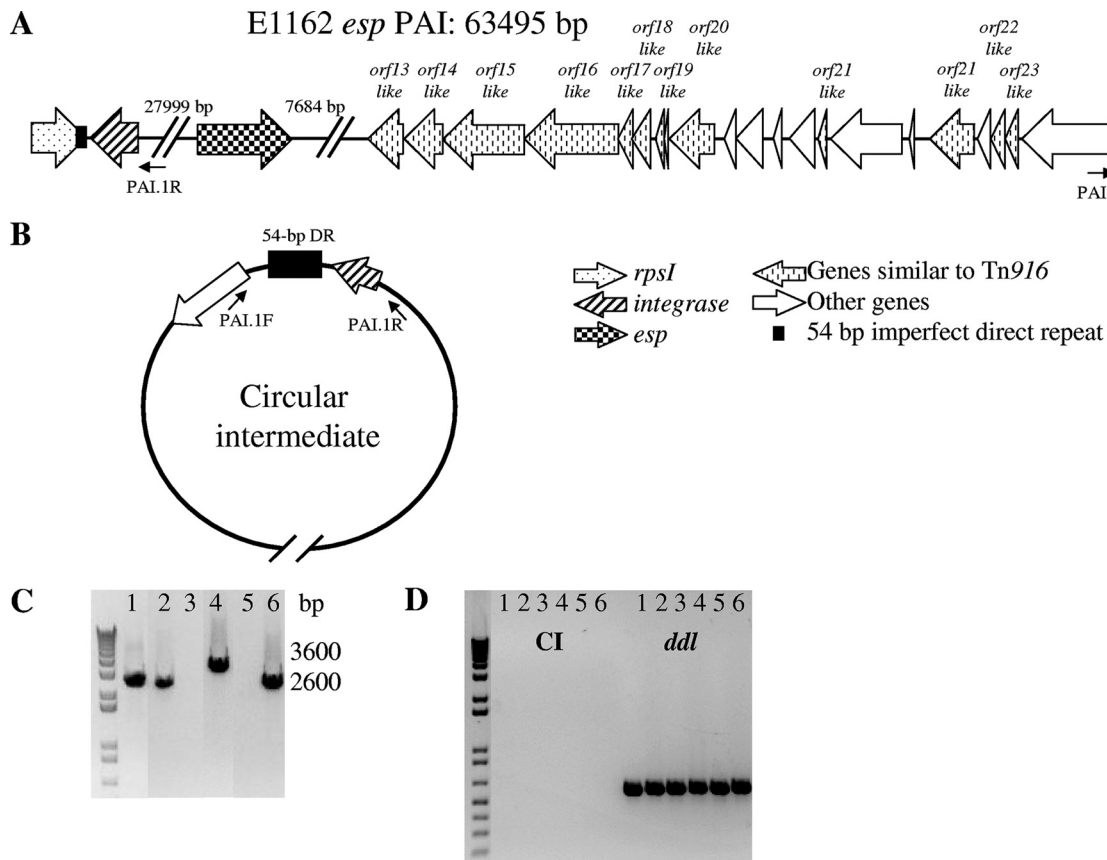 A
E1162 esp PAI: 63495 bp
orf18 like
orf20 like
orf22 like
orf13 like
orf14 like
orf15 like
orf16 like
orf17 like
orf19 like
orf21 like
orf21 like
orf23 like
27999 bp
7684 bp
PAI.1R
PAI
B
54-bp DR
PAI.1F
PAI.1R
Circular
intermediate
rpsI
integrase
esp
Genes similar to Tn916
Other genes
54 bp imperfect direct repeat
C
1 2 3 4 5 6 bp
3600
2600
D
1 2 3 4 5 6 1 2 3 4 5 6
CI ddl